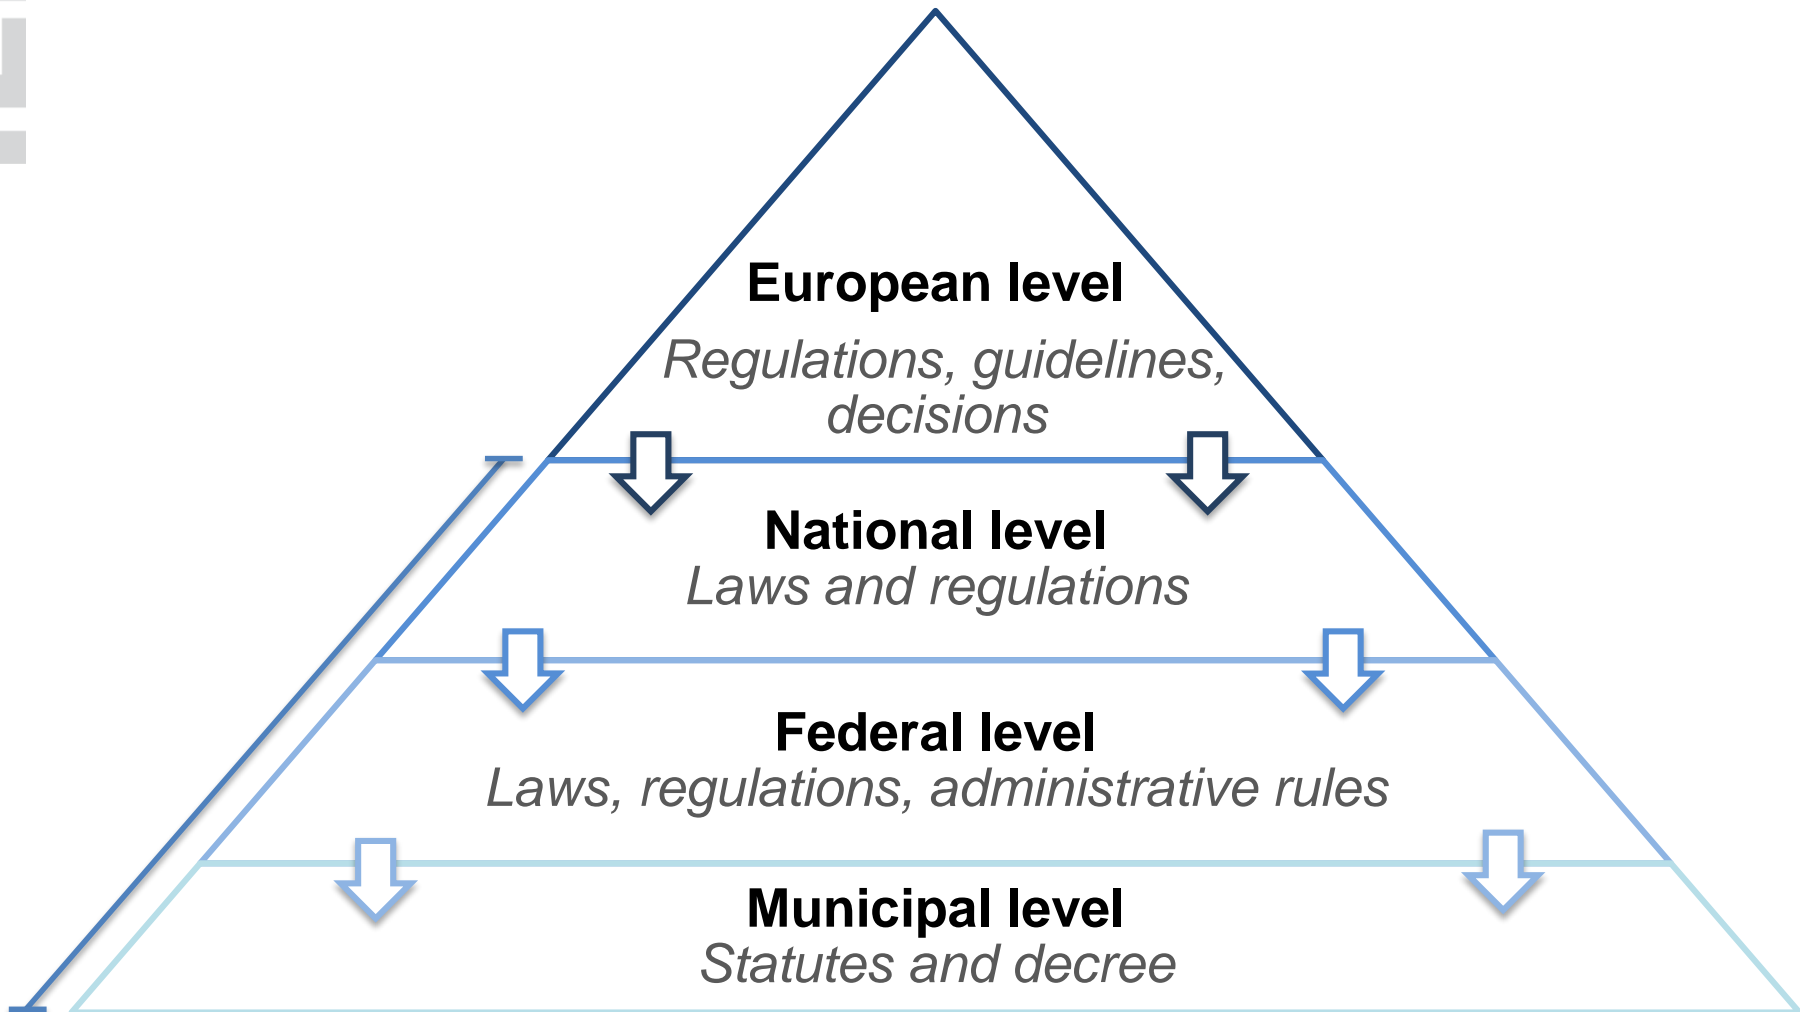 European level
Regulations, guidelines,
decisions
National level
Laws and regulations
Federal level
Laws, regulations, administrative rules
Municipal level
Statutes and decree